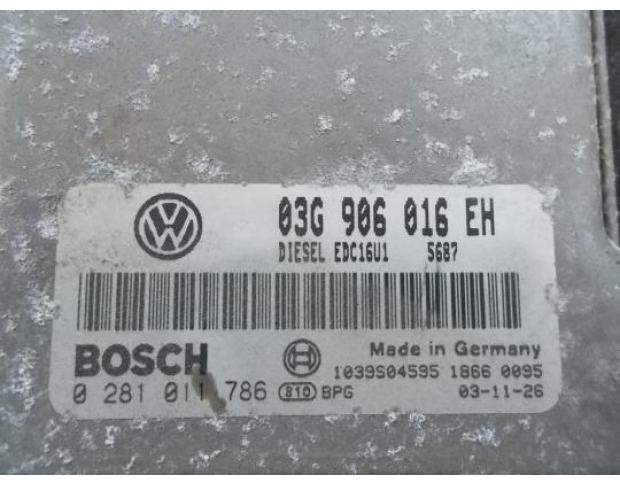 03G 906 016 EH
DIESEL EDC16U1 5687
BOSCH
Made in Germany
1039S04595 1866 0095
0 281 011 786 810 BPG 03-11-26